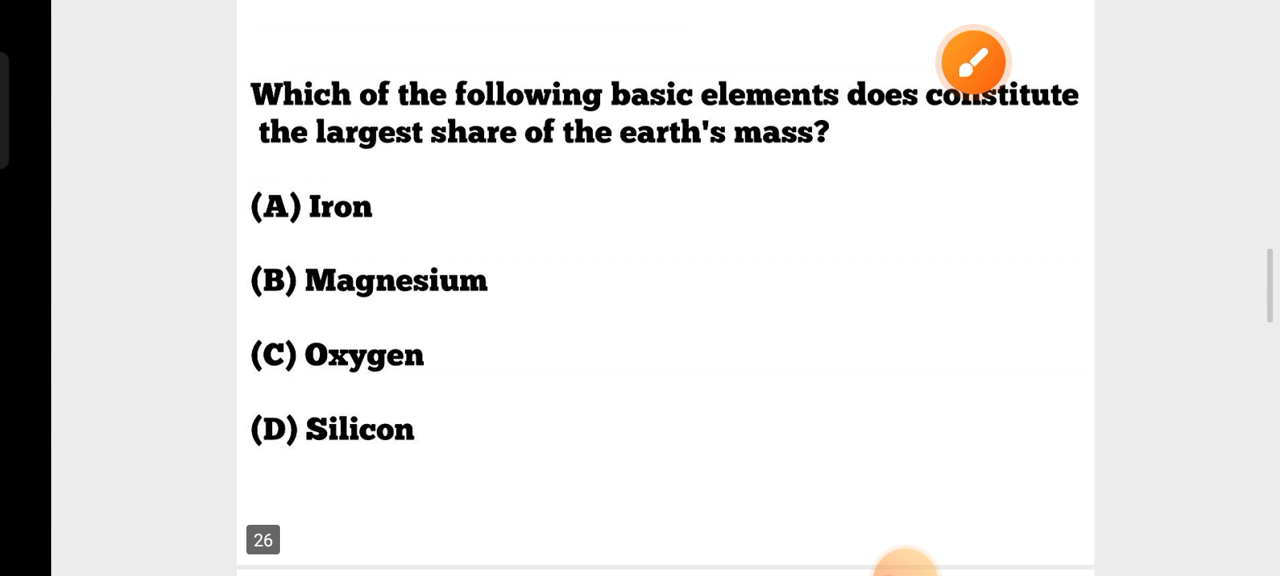 Which of the following basic elements does constitute
the largest share of the earth's mass?
(A) Iron
(B) Magnesium
(C) Oxygen
(D) Silicon
26